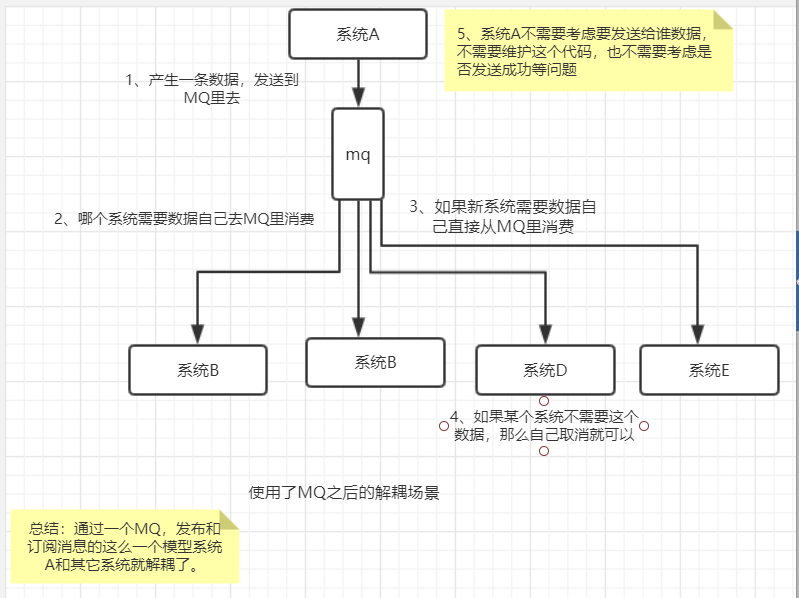 系统A
5、系统A不需要考虑要发送给谁数据，
不需要维护这个代码，也不需要考虑是
否发送成功等问题
1、产生一条数据，发送到
MQ里去
mq
2、哪个系统需要数据自己去MQ里消费
3、如果新系统需要数据自
己直接从MQ里消费
系统B
系统B
系统D
系统E
4、如果某个系统不需要这个
数据，那么自己取消就可以
使用了MQ之后的解耦场景
总结：通过一个MQ，发布和
订阅消息的这么一个模型系统
A和其它系统就解耦了。